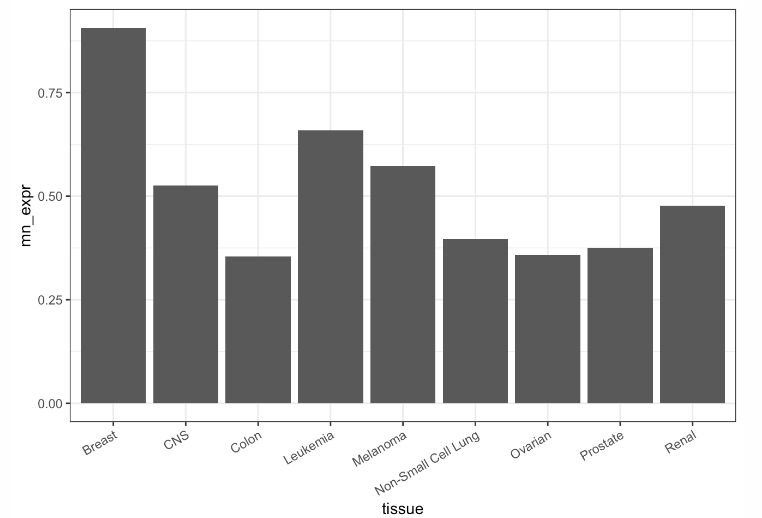 mn_expr
0.75
0.50
0.25
0.00
Breast
CNS
Colon
Leukemia
Melanoma
Non-Small Cell Lung
Ovarian
Prostate
Renal
tissue